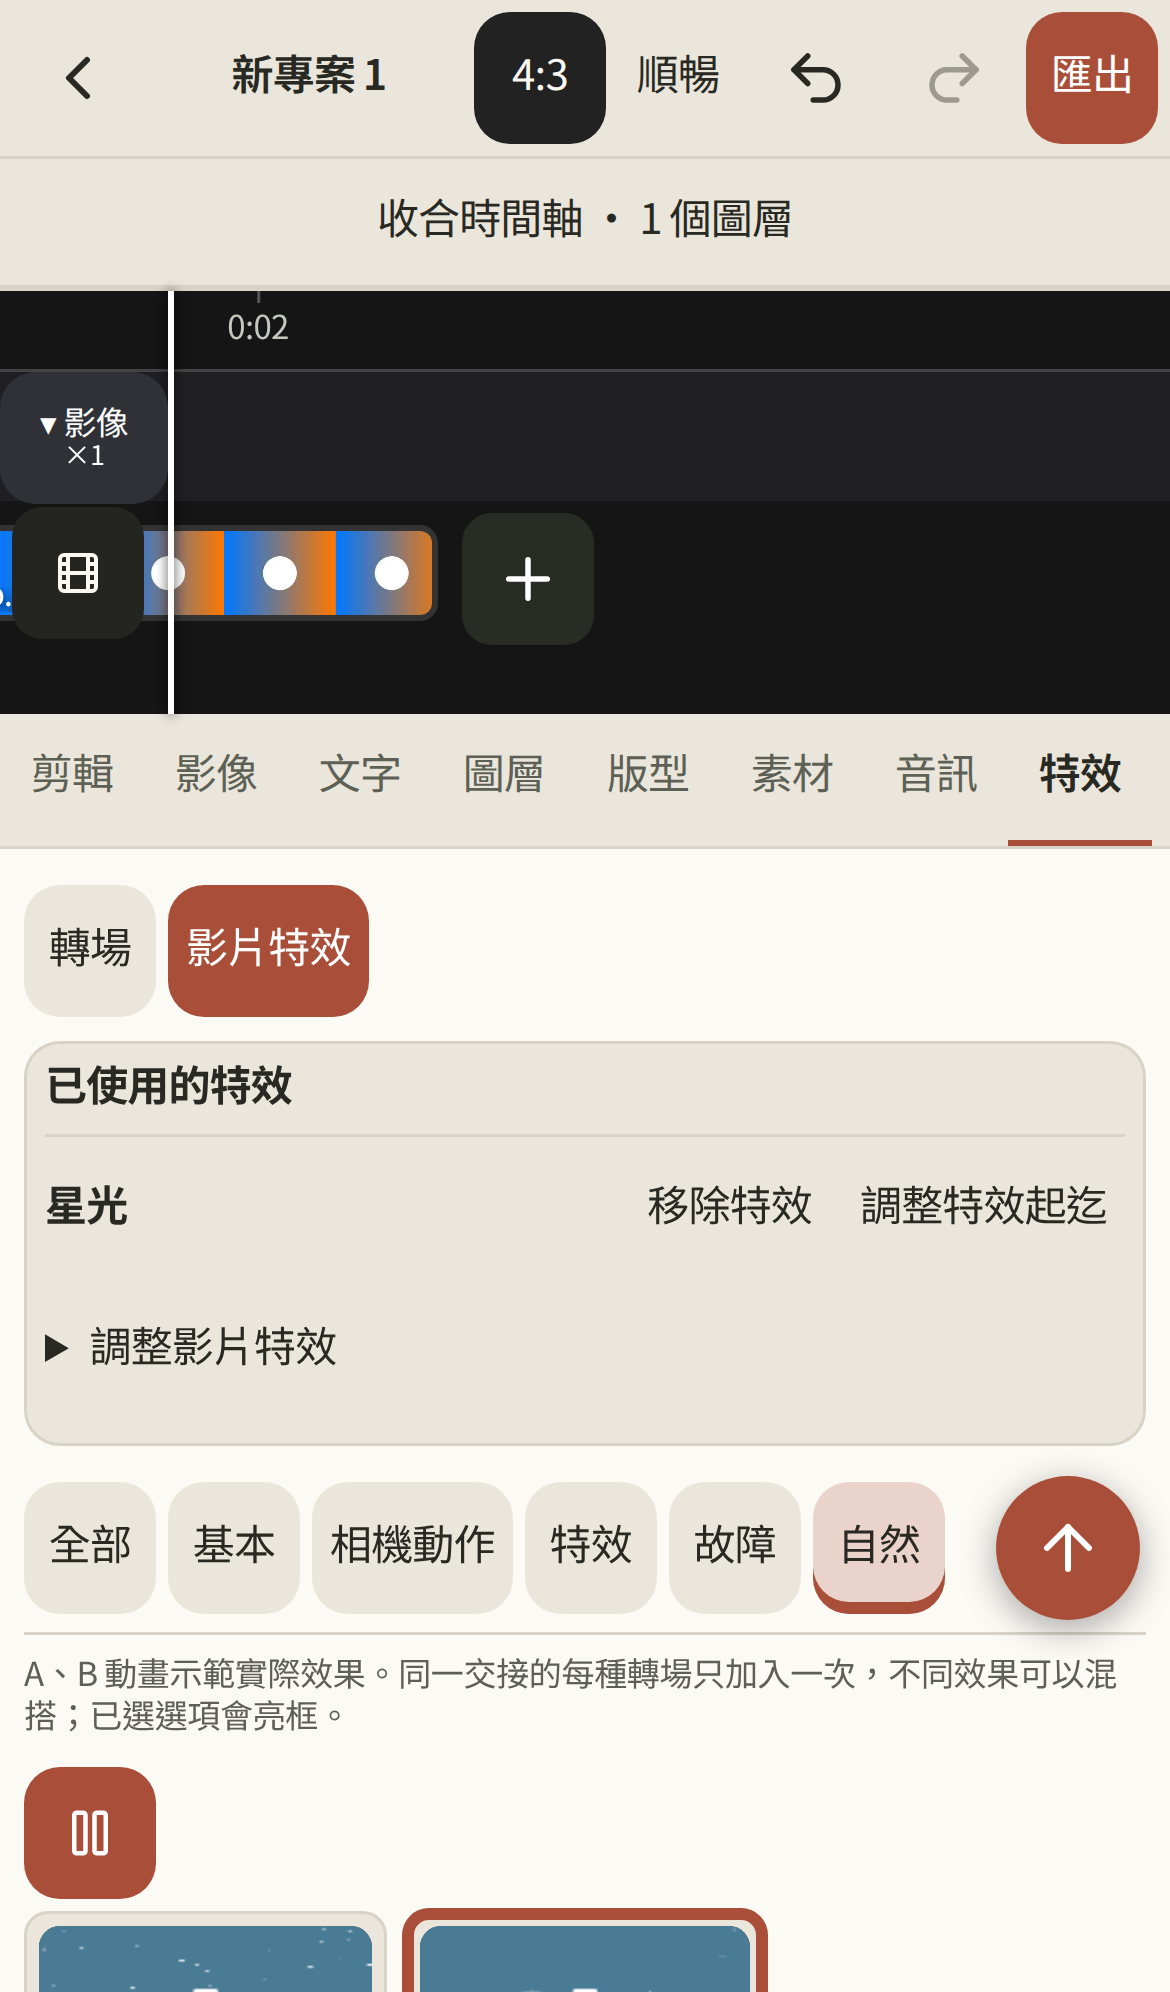 新專案 1
4:3
順暢
匯出
收合時間軸 · 1 個圖層
0:02
▾ 影像
×1
剪輯
影像
文字
圖層
版型
素材
音訊
特效
轉場
影片特效
已使用的特效
星光
移除特效
調整特效起迄
▶ 調整影片特效
全部
基本
相機動作
特效
故障
自然
A、B 動畫示範實際效果。同一交接的每種轉場只加入一次，不同效果可以混
搭；已選選項會亮框。